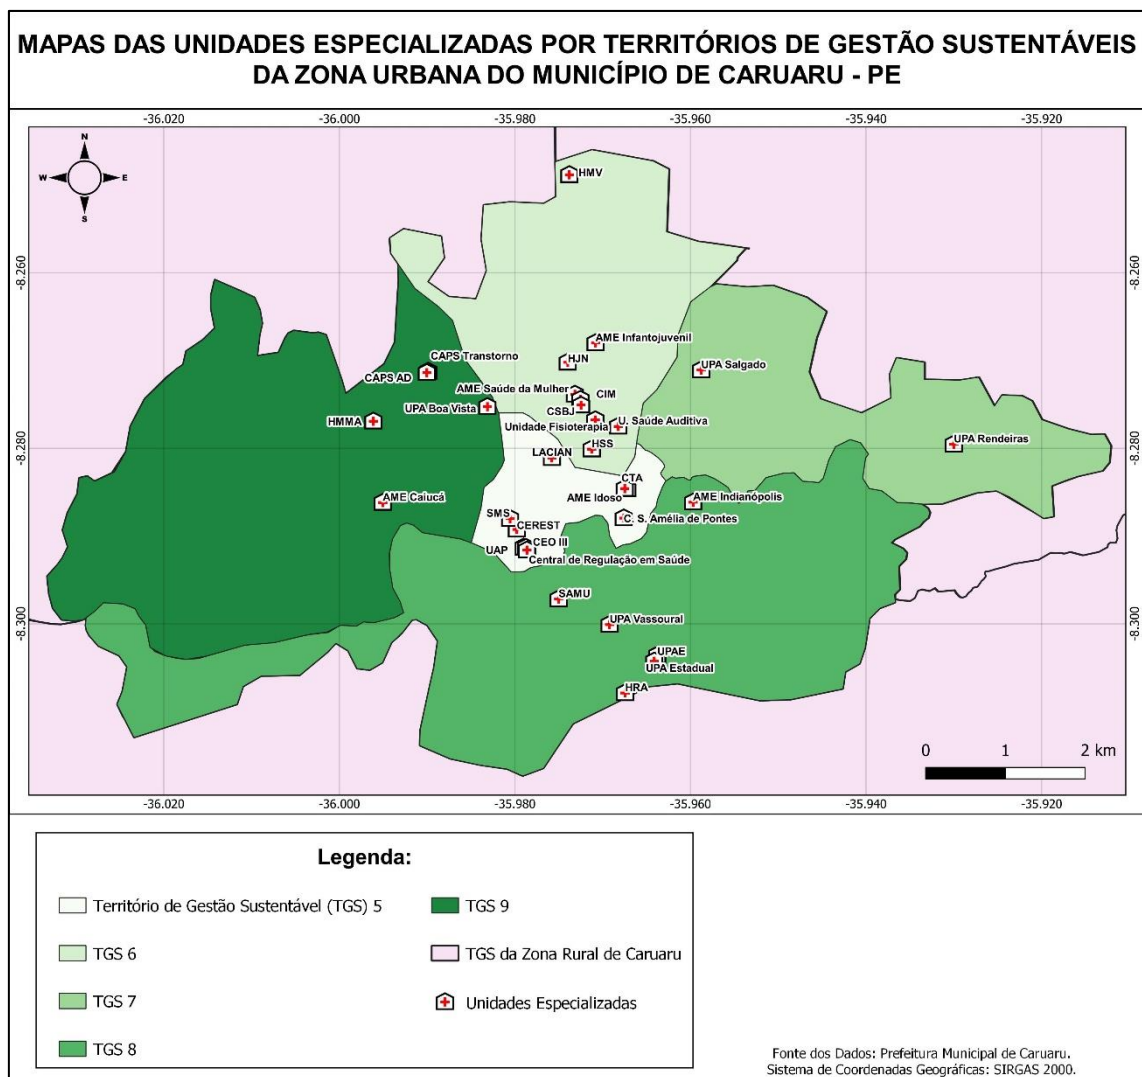 MAPAS DAS UNIDADES ESPECIALIZADAS POR TERRITÓRIOS DE GESTÃO SUSTENTÁVEIS
DA ZONA URBANA DO MUNICÍPIO DE CARUARU - PE
-36.020 -36.000 -35.980 -35.960 -35.940 -35.920
N
W E
S
HMV
-8.260 -8.260
AME Infantojuvenil
CAPS Transtorno
HJN
UPA Salgado
CAPS AD
AME Saúde da Mulher
CIM
UPA Boa Vista
CSBJ
HMMA
U. Saúde Auditiva
Unidade Fisioterapia
UPA Rendeiras
HSS
-8.280 -8.280
LACIAN
CTA
AME Caiucá
AME Idoso
AME Indianópolis
SMS
C. S. Amélia de Pontes
CEREST
CEO III
UAP
Central de Regulação em Saúde
SAMU
-8.300 -8.300
UPA Vassoural
UPAE
UPA Estadual
HRA
0 1 2 km
-36.020 -36.000 -35.980 -35.960 -35.940 -35.920
Legenda:
Território de Gestão Sustentável (TGS) 5
TGS 6
TGS 7
TGS 8
TGS 9
TGS da Zona Rural de Caruaru
Unidades Especializadas
Fonte dos Dados: Prefeitura Municipal de Caruaru.
Sistema de Coordenadas Geográficas: SIRGAS 2000.